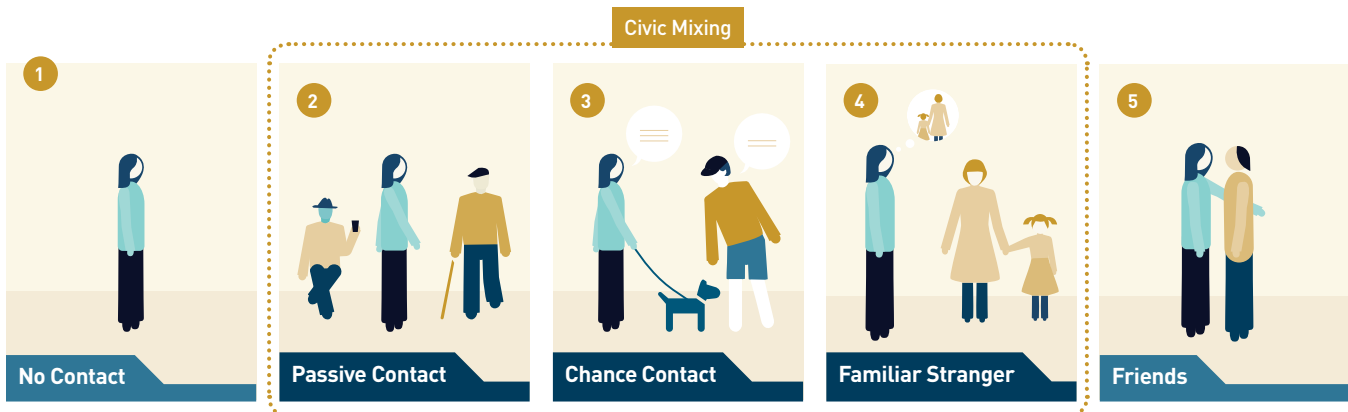 Civic Mixing
1
2
3
4
5
No Contact
Passive Contact
Chance Contact
Familiar Stranger
Friends